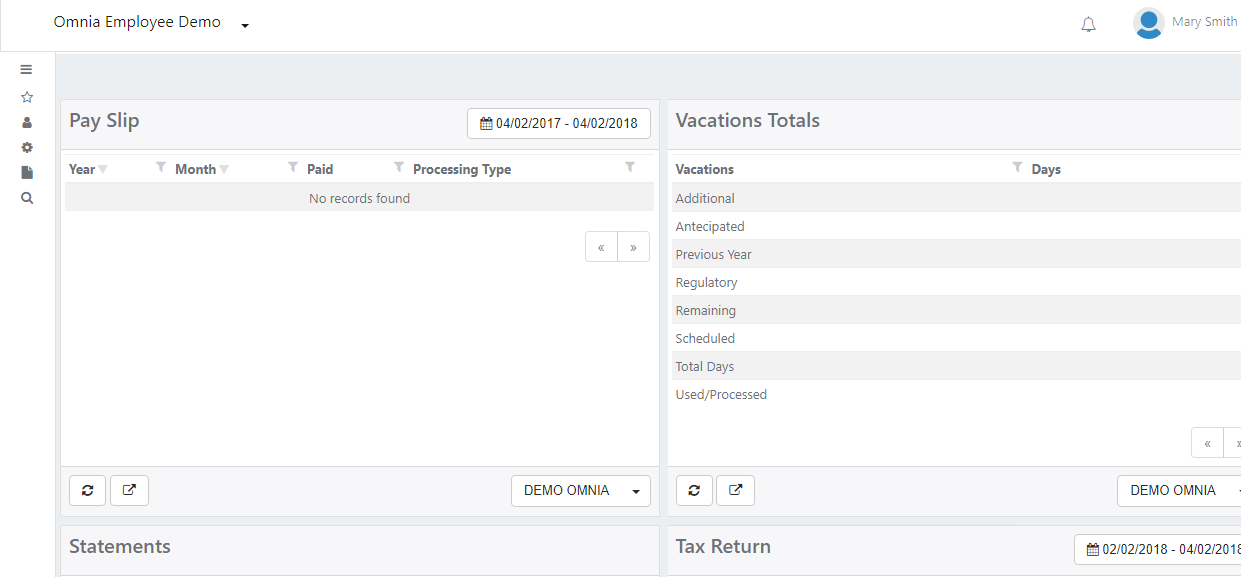 Omnia Employee Demo
Mary Smith
Pay Slip
04/02/2017 - 04/02/2018
Year Month Paid Processing Type
No records found
« »
DEMO OMNIA
Vacations Totals
Vacations Days
Additional
Antecipated
Previous Year
Regulatory
Remaining
Scheduled
Total Days
Used/Processed
« »
DEMO OMNIA
Statements
Tax Return
02/02/2018 - 04/02/2018